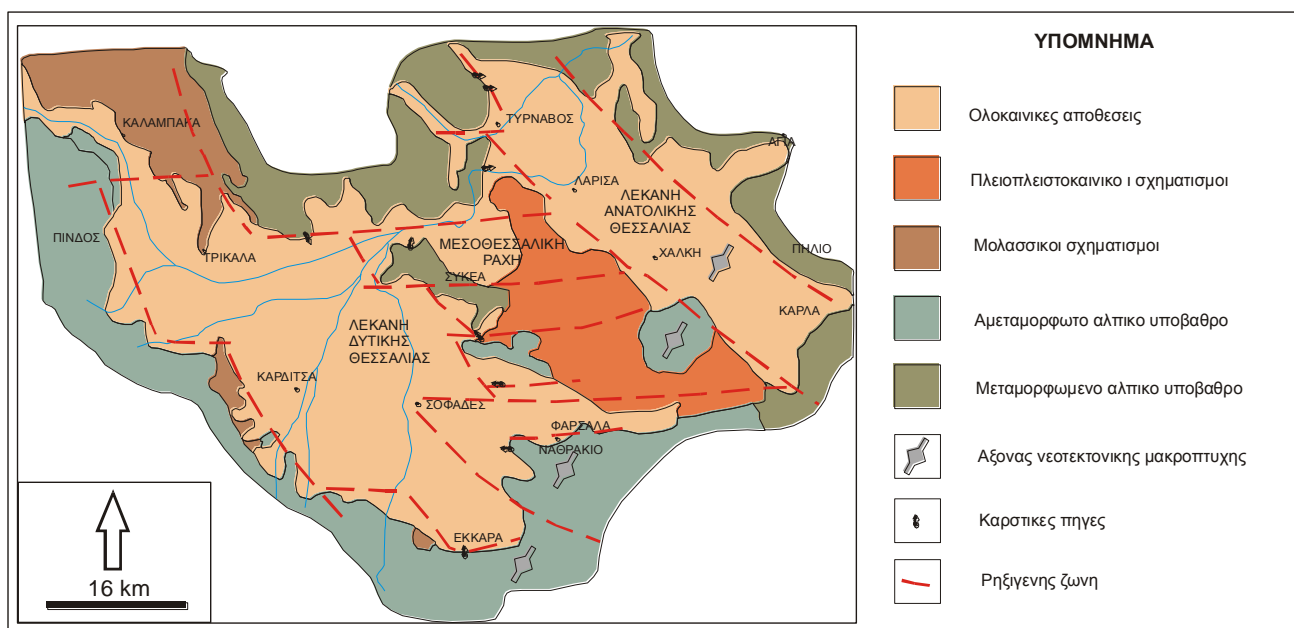 ΥΠΟΜΝΗΜΑ
Ολοκαινικες αποθεσεις
Πλειοπλειστοκαινικο ι σχηματισμοι
Μολασσικοι σχηματισμοι
Αμεταμορφωτο αλπικο υποβαθρο
Μεταμορφωμενο αλπικο υποβαθρο
Αξονας νεοτεκτονικης μακροπτυχης
Καρστικες πηγες
Ρηξιγενης ζωνη
ΚΑΛΑΜΠΑΚΑ
ΤΥΡΝΑΒΟΣ
ΑΓΙΑ
ΛΑΡΙΣΑ
ΛΕΚΑΝΗ
ΑΝΑΤΟΛΙΚΗΣ
ΘΕΣΣΑΛΙΑΣ
ΠΙΝΔΟΣ
ΤΡΙΚΑΛΑ
ΜΕΣΟΘΕΣΣΑΛΙΚΗ
ΡΑΧΗ
ΧΑΛΚΗ
ΠΗΛΙΟ
ΣΥΚΕΑ
ΚΑΡΛΑ
ΛΕΚΑΝΗ
ΔΥΤΙΚΗΣ
ΘΕΣΣΑΛΙΑΣ
ΚΑΡΔΙΤΣΑ
ΣΟΦΑΔΕΣ
ΦΑΡΣΑΛΑ
ΝΑΘΡΑΚΙΟ
ΕΚΚΑΡΑ
16 km